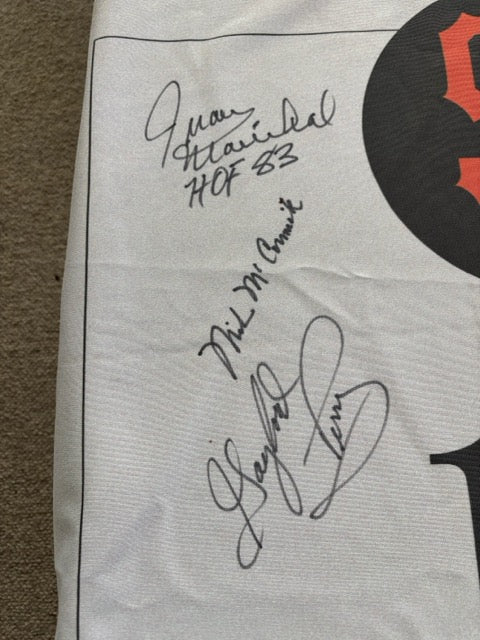 Juan
Marichal
HOF 83
Mike McCormick
Gaylord
Perry